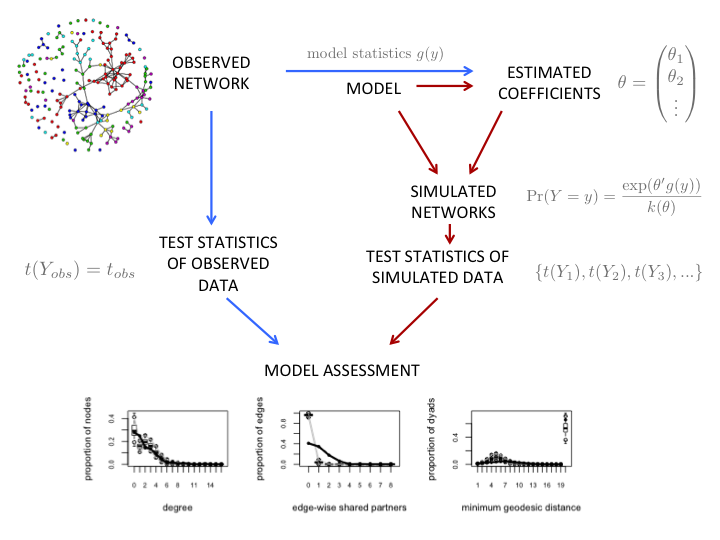 model statistics g(y)
OBSERVED
NETWORK
MODEL
ESTIMATED
COEFFICIENTS
θ = (θ₁
θ₂
⋮)
SIMULATED
NETWORKS
Pr(Y = y) = exp(θ′g(y)) / k(θ)
TEST STATISTICS
OF OBSERVED
DATA
t(Y_obs) = t_obs
TEST STATISTICS OF
SIMULATED DATA
{t(Y₁), t(Y₂), t(Y₃), ...}
MODEL ASSESSMENT
proportion of nodes
0.4
0.2
0.0
0 2 4 6 8 11 14
degree
proportion of edges
0.8
0.4
0.0
0 1 2 3 4 5 6 7 8
edge-wise shared partners
proportion of dyads
0.4
0.0
1 4 7 10 13 16 19
minimum geodesic distance